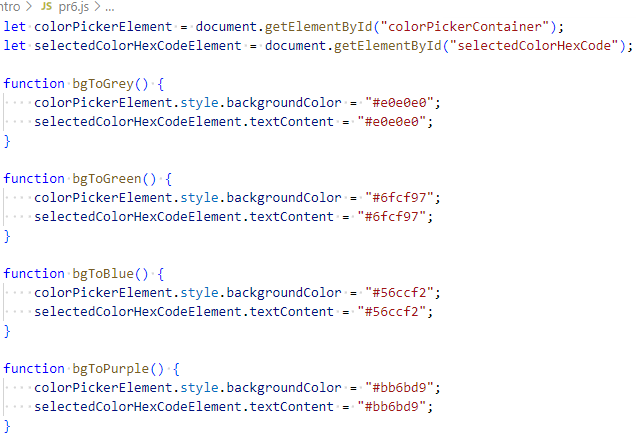 ntro > JS pr6.js > ...
let colorPickerElement = document.getElementById("colorPickerContainer");
let selectedColorHexCodeElement = document.getElementById("selectedColorHexCode");
function bgToGrey() {
colorPickerElement.style.backgroundColor = "#e0e0e0";
selectedColorHexCodeElement.textContent = "#e0e0e0";
}
function bgToGreen() {
colorPickerElement.style.backgroundColor = "#6fcf97";
selectedColorHexCodeElement.textContent = "#6fcf97";
}
function bgToBlue() {
colorPickerElement.style.backgroundColor = "#56ccf2";
selectedColorHexCodeElement.textContent = "#56ccf2";
}
function bgToPurple() {
colorPickerElement.style.backgroundColor = "#bb6bd9";
selectedColorHexCodeElement.textContent = "#bb6bd9";
}